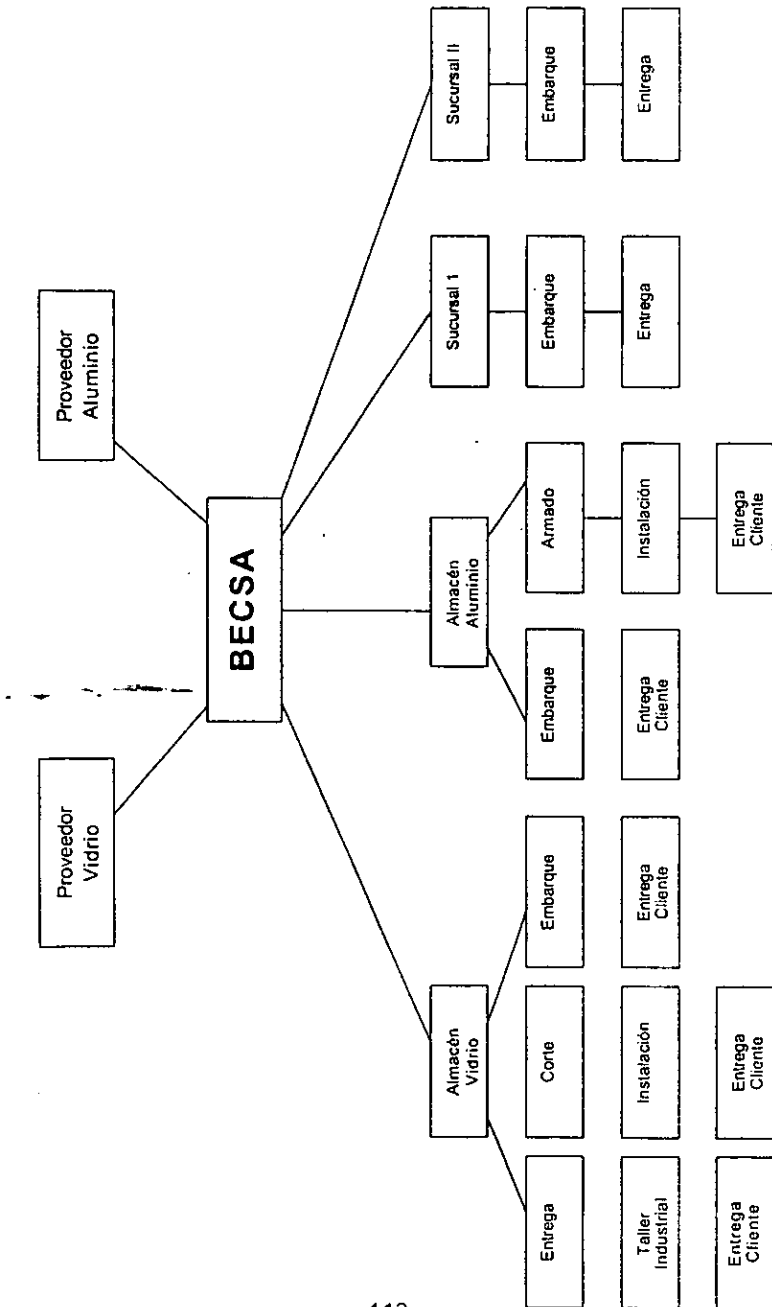 Proveedor
Vidrio
Proveedor
Aluminio
BECSA
Almacén
Vidrio
Almacén
Aluminio
Sucursal 1
Sucursal II
Entrega
Corte
Embarque
Embarque
Armado
Embarque
Embarque
Taller
Industrial
Instalación
Entrega
Cliente
Entrega
Cliente
Instalación
Entrega
Entrega
Entrega
Cliente
Entrega
Cliente
Entrega
Cliente